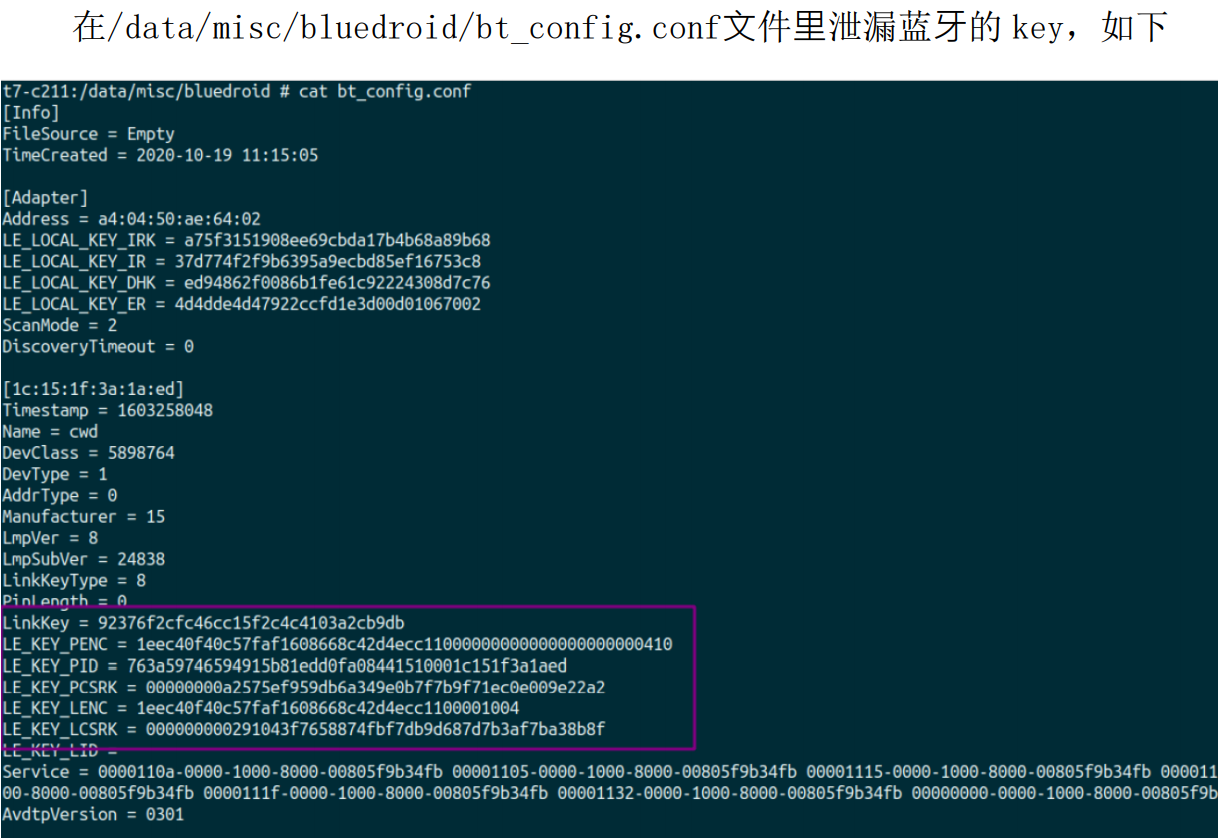 在/data/misc/bluedroid/bt_config.conf文件里泄漏蓝牙的 key，如下
t7-c211:/data/misc/bluedroid # cat bt_config.conf
[Info]
FileSource = Empty
TimeCreated = 2020-10-19 11:15:05
[Adapter]
Address = a4:04:50:ae:64:02
LE_LOCAL_KEY_IRK = a75f3151908ee69cbda17b4b68a89b68
LE_LOCAL_KEY_IR = 37d774f2f9b6395a9ecbd85ef16753c8
LE_LOCAL_KEY_DHK = ed94862f0086b1fe61c92224308d7c76
LE_LOCAL_KEY_ER = 4d4dde4d47922ccfd1e3d00d01067002
ScanMode = 2
DiscoveryTimeout = 0
[1c:15:1f:3a:1a:ed]
Timestamp = 1603258048
Name = cwd
DevClass = 5898764
DevType = 1
AddrType = 0
Manufacturer = 15
LmpVer = 8
LmpSubVer = 24838
LinkKeyType = 8
PinLength = 0
LinkKey = 92376f2cfc46cc15f2c4c4103a2cb9db
LE_KEY_PENC = 1eec40f40c57faf1608668c42d4ecc11000000000000000000000000410
LE_KEY_PID = 763a59746594915b81edd0fa08441510001c151f3a1aed
LE_KEY_PCSRK = 00000000a2575ef959db6a349e0b7f7b9f71ec0e009e22a2
LE_KEY_LENC = 1eec40f40c57faf1608668c42d4ecc1100001004
LE_KEY_LCSRK = 000000000291043f7658874fbf7db9d687d7b3af7ba38b8f
LE_KEY_LID =
Service = 0000110a-0000-1000-8000-00805f9b34fb 00001105-0000-1000-8000-00805f9b34fb 00001115-0000-1000-8000-00805f9b34fb 000011
00-8000-00805f9b34fb 0000111f-0000-1000-8000-00805f9b34fb 00001132-0000-1000-8000-00805f9b34fb 00000000-0000-1000-8000-00805f9b
AvdtpVersion = 0301